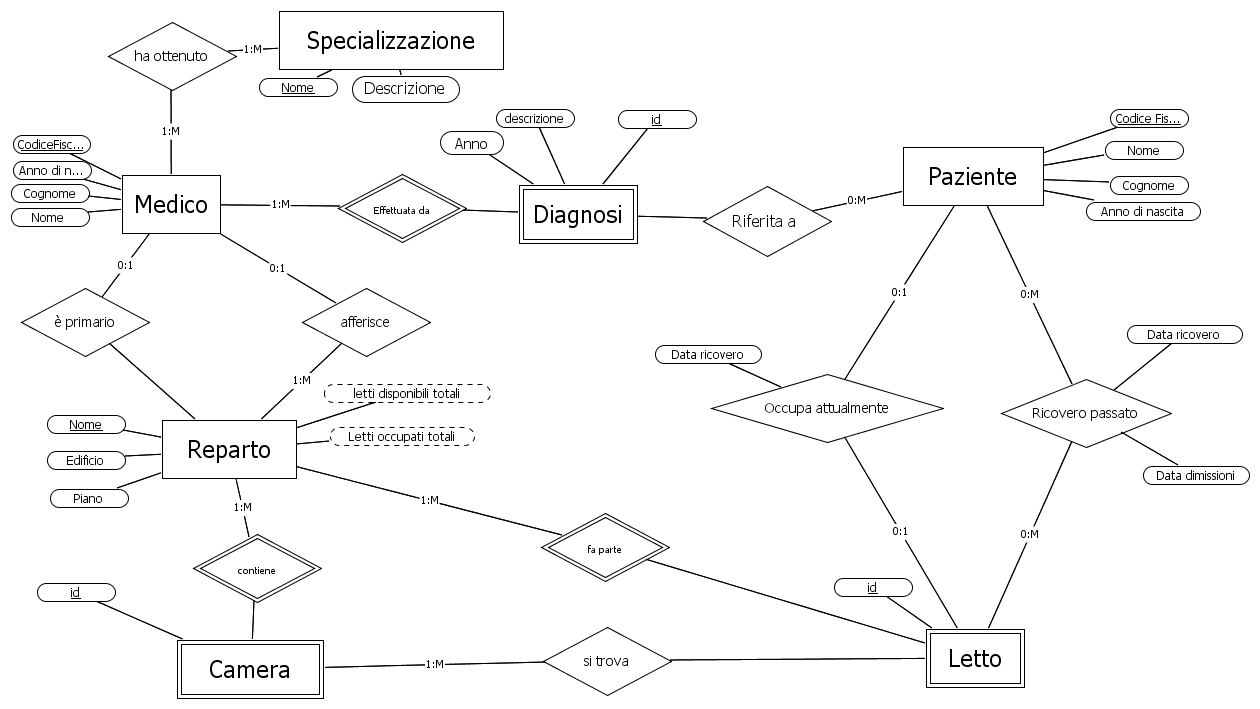 Specializzazione
ha ottenuto
1:M
Nome
Descrizione
1:M
CodiceFisc...
Anno di n...
Cognome
Nome
Medico
1:M
Effettuata da
Anno
descrizione
id
Diagnosi
Riferita a
0:M
Paziente
Codice Fis...
Nome
Cognome
Anno di nascita
0:1
0:1
è primario
afferisce
1:M
0:1
0:M
Data ricovero
Occupa attualmente
Data ricovero
Ricovero passato
Data dimissioni
letti disponibili totali
Letti occupati totali
Nome
Edificio
Piano
Reparto
1:M
1:M
0:1
0:M
contiene
fa parte
id
id
Camera
1:M
si trova
Letto